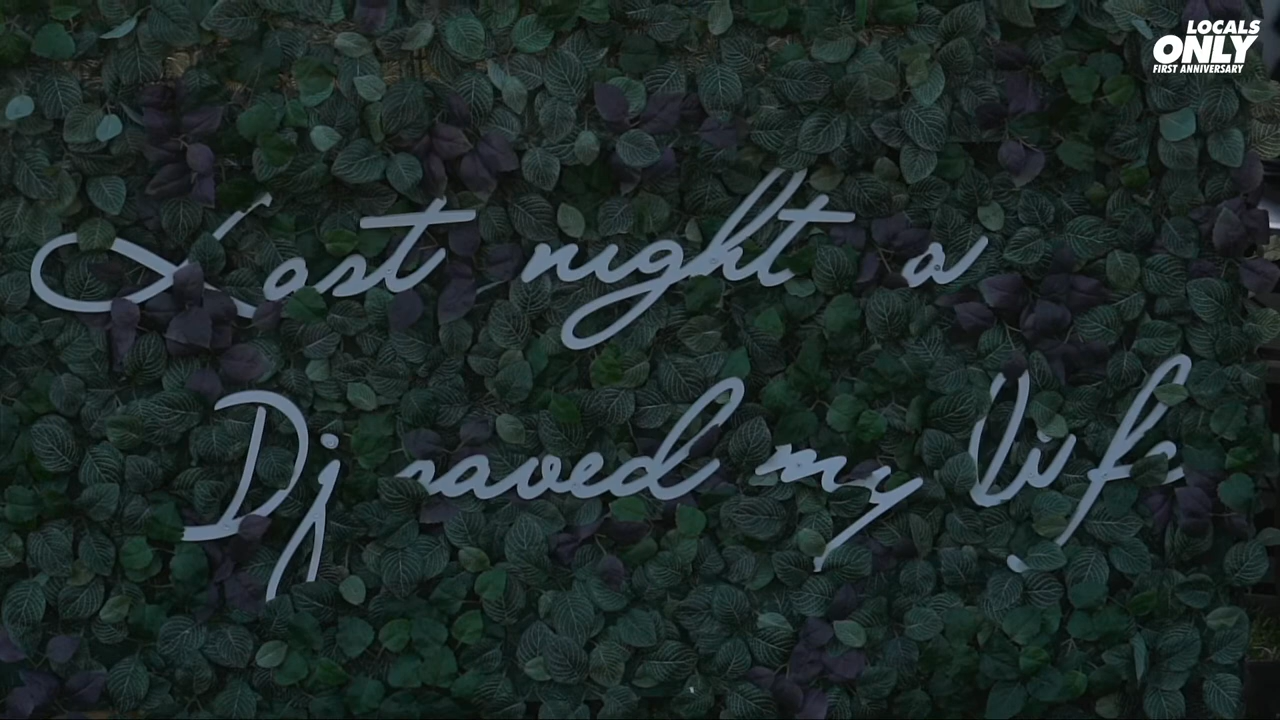 LOCALS
ONLY
FIRST ANNIVERSARY
Last night a
Dj saved my life